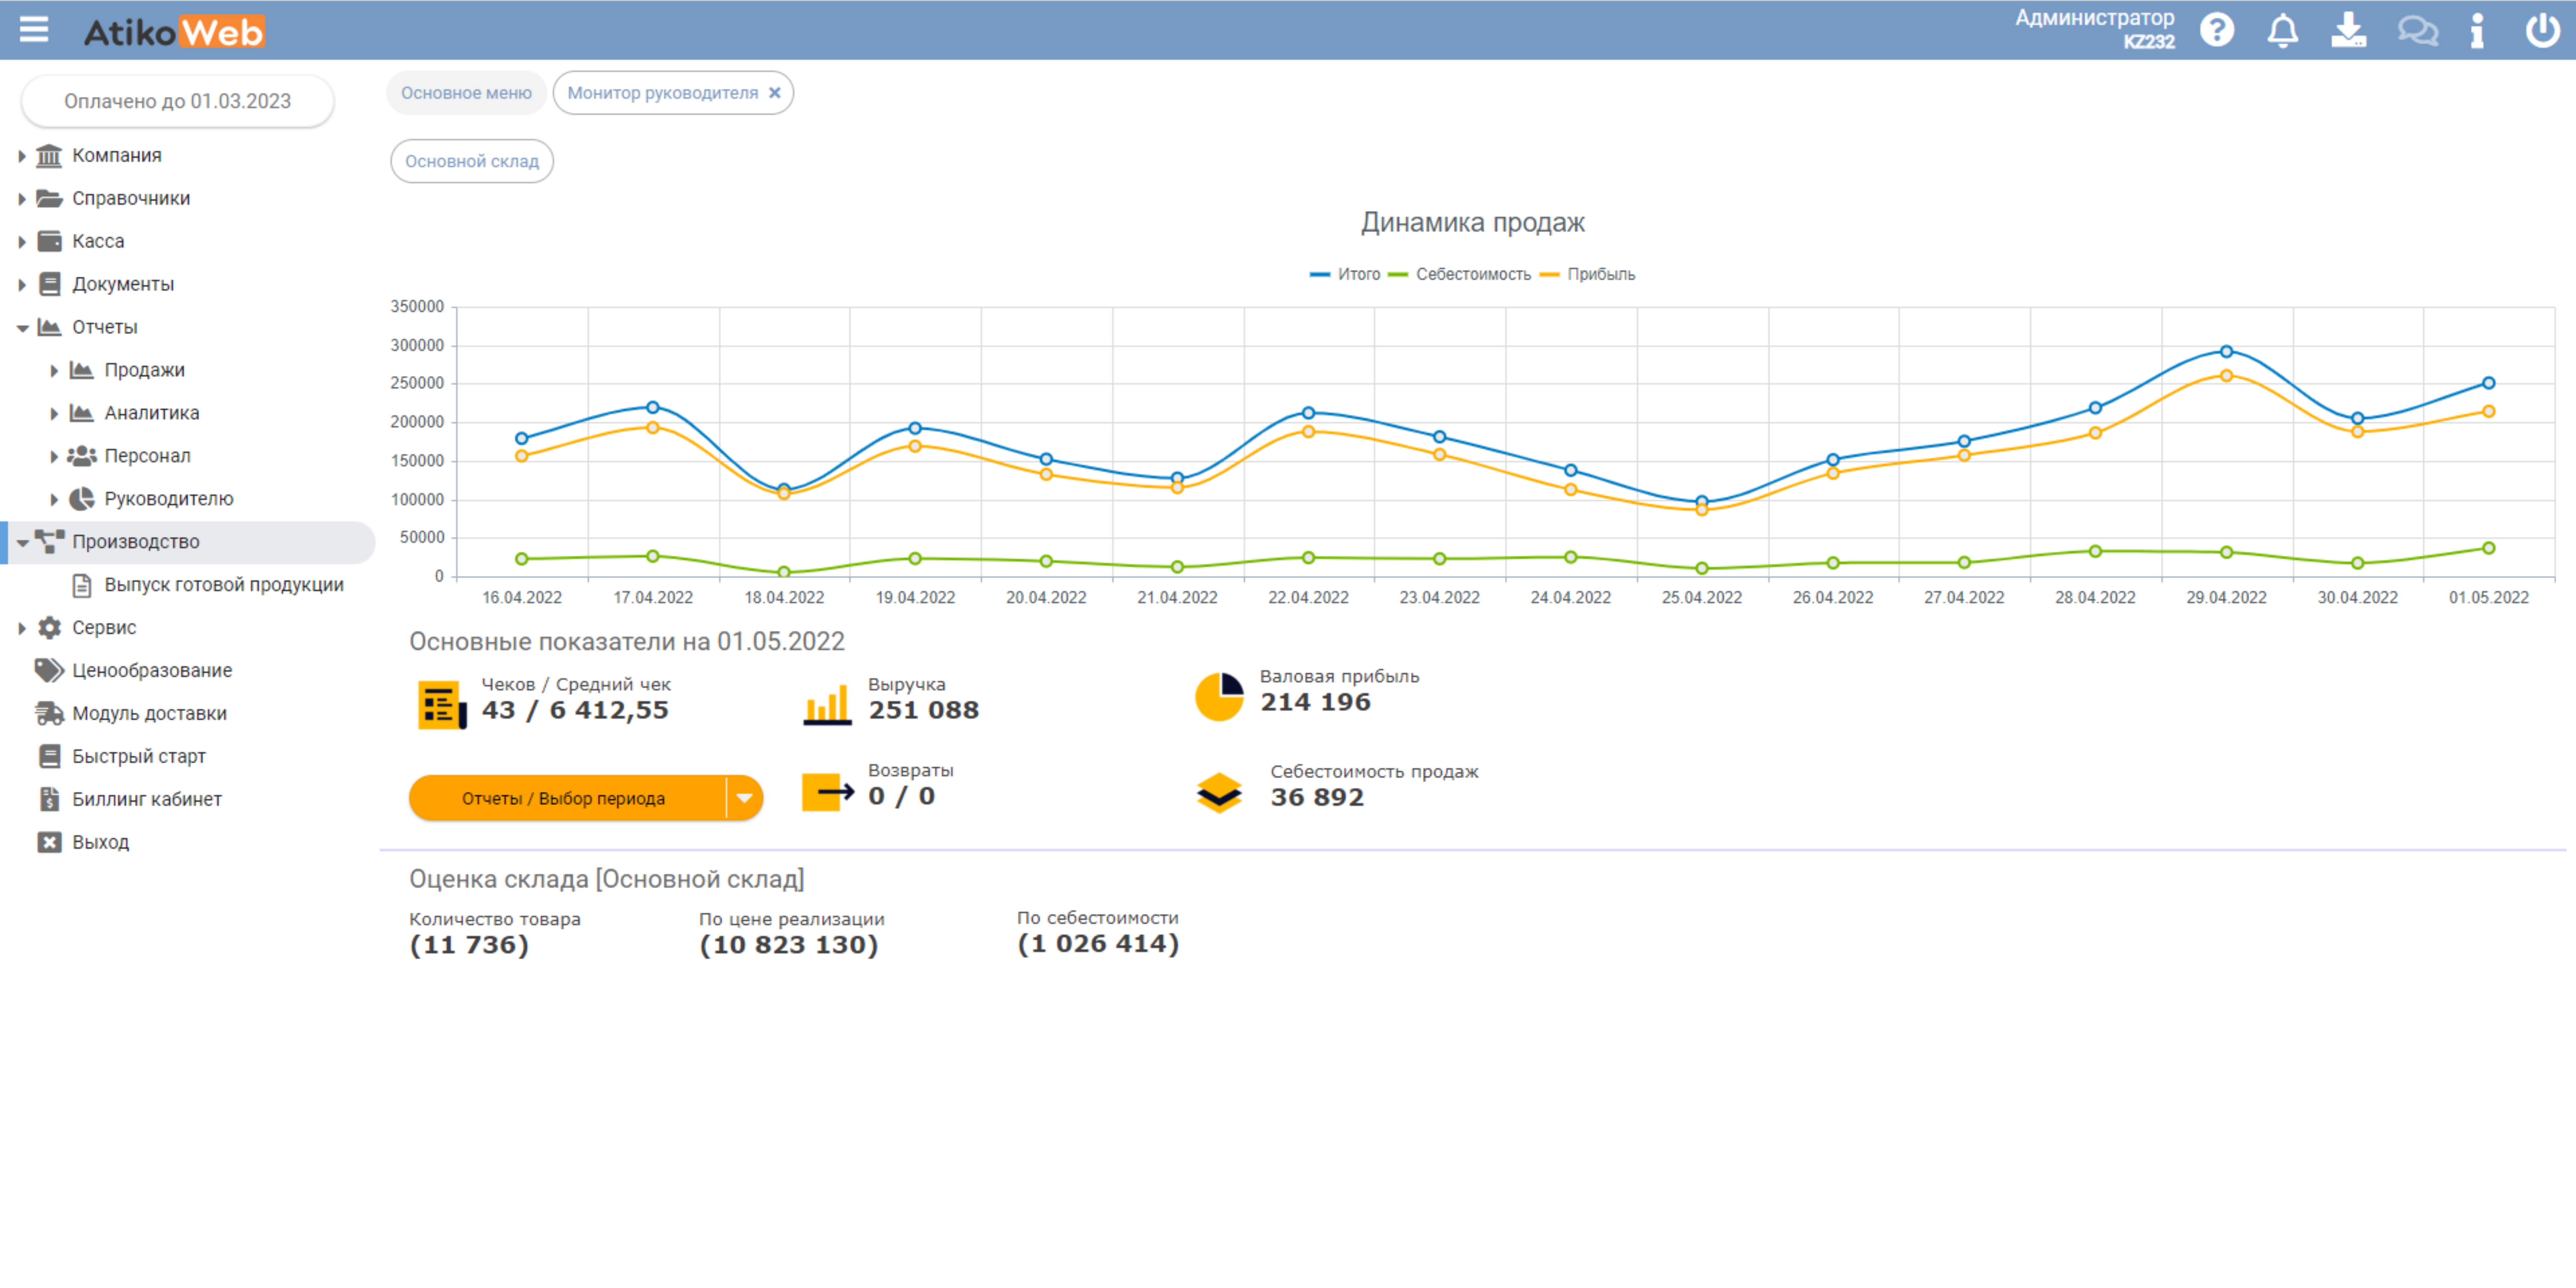 AtikoWeb
Администратор
KZ232
Оплачено до 01.03.2023
Компания
Справочники
Касса
Документы
Отчеты
Продажи
Аналитика
Персонал
Руководителю
Производство
Выпуск готовой продукции
Сервис
Ценообразование
Модуль доставки
Быстрый старт
Биллинг кабинет
Выход
Основное меню
Монитор руководителя
Основной склад
Динамика продаж
Итого Себестоимость Прибыль
350000
300000
250000
200000
150000
100000
50000
0
16.04.2022 17.04.2022 18.04.2022 19.04.2022 20.04.2022 21.04.2022 22.04.2022 23.04.2022 24.04.2022 25.04.2022 26.04.2022 27.04.2022 28.04.2022 29.04.2022 30.04.2022 01.05.2022
Основные показатели на 01.05.2022
Чеков / Средний чек
43 / 6 412,55
Выручка
251 088
Валовая прибыль
214 196
Отчеты / Выбор периода
Возвраты
0 / 0
Себестоимость продаж
36 892
Оценка склада [Основной склад]
Количество товара
(11 736)
По цене реализации
(10 823 130)
По себестоимости
(1 026 414)